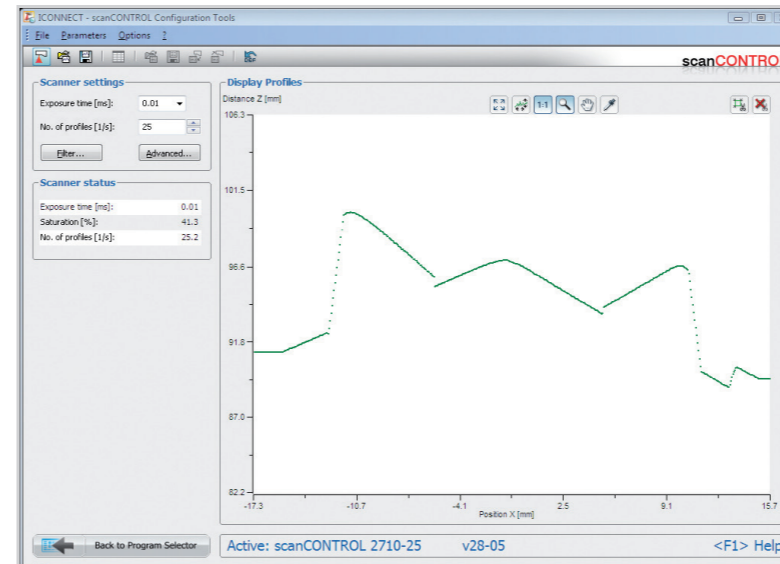 ICONNECT - scanCONTROL Configuration Tools
File Parameters Options ?
scanCONTRO
Scanner settings
Exposure time [ms]: 0.01
No. of profiles [1/s]: 25
Filter... Advanced...
Scanner status
Exposure time [ms]: 0.01
Saturation [%]: 41.3
No. of profiles [1/s]: 25.2
Display Profiles
Distance Z [mm]
1:1
106.3
101.5
96.6
91.8
87.0
82.2
-17.3 -10.7 -4.1 2.5 9.1 15.7
Position X [mm]
Back to Program Selector
Active: scanCONTROL 2710-25 v28-05 <F1> Help